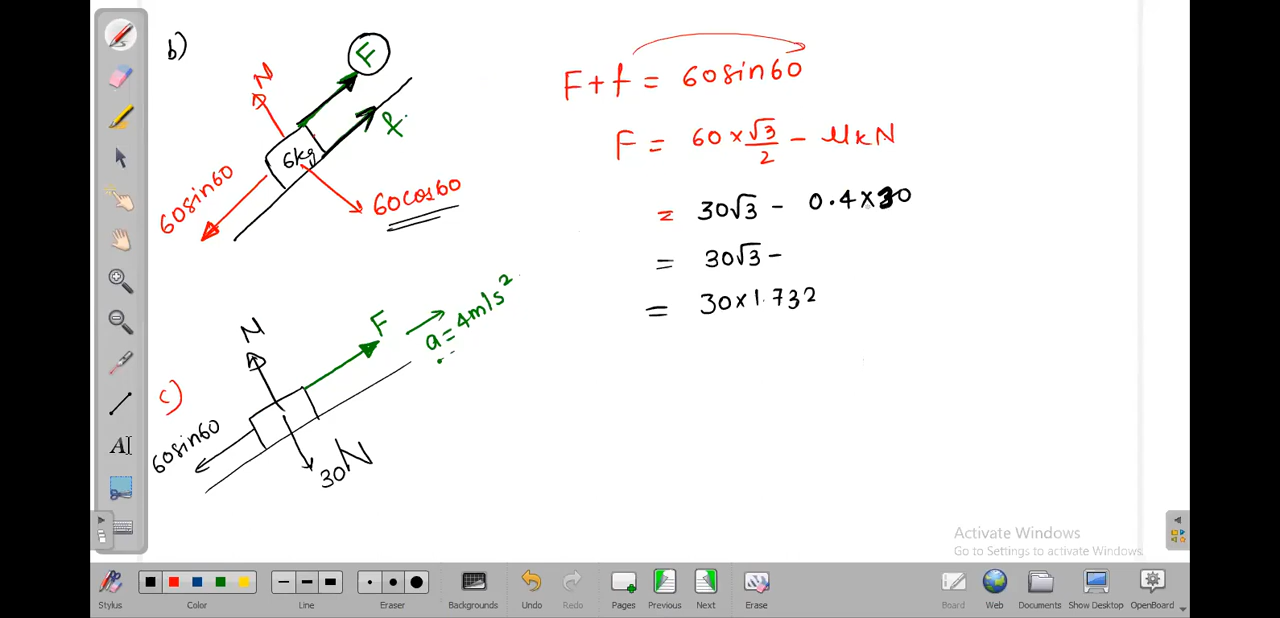 b)
F
N
f.
6kg
60sin60
60cos60
F+f = 60sin60
F = 60×√3/2 - μkN
= 30√3 - 0.4×30
= 30√3 -
= 30×1.732
c)
N
F
a=4m/s²
60sin60
30N
Activate Windows
Go to Settings to activate Windows.
Stylus
Color
Line
Eraser
Backgrounds
Undo
Redo
Pages
Previous
Next
Erase
Board
Web
Documents
Show Desktop
OpenBoard
A